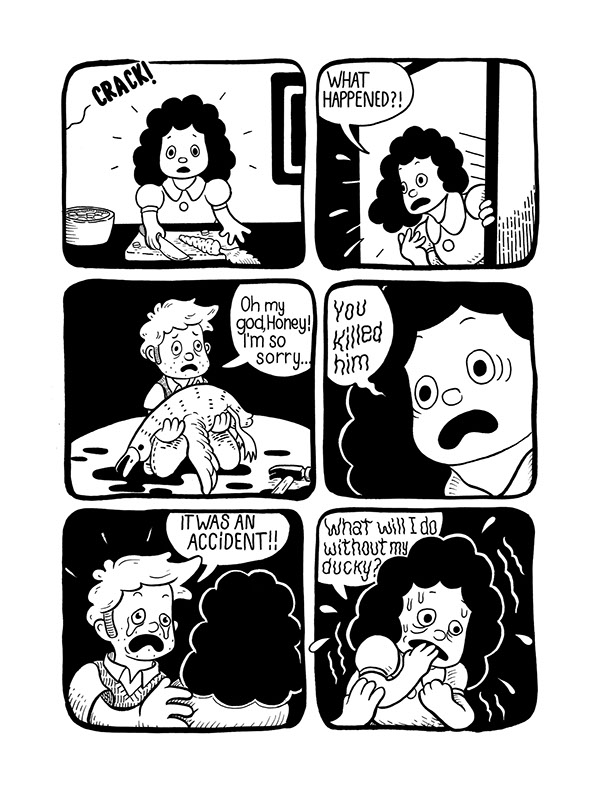 CRACK!
WHAT
HAPPENED?!
Oh my
god, Honey!
I'm so
sorry...
You
killed
him
IT WAS AN
ACCIDENT!!
What will I do
without my
ducky?